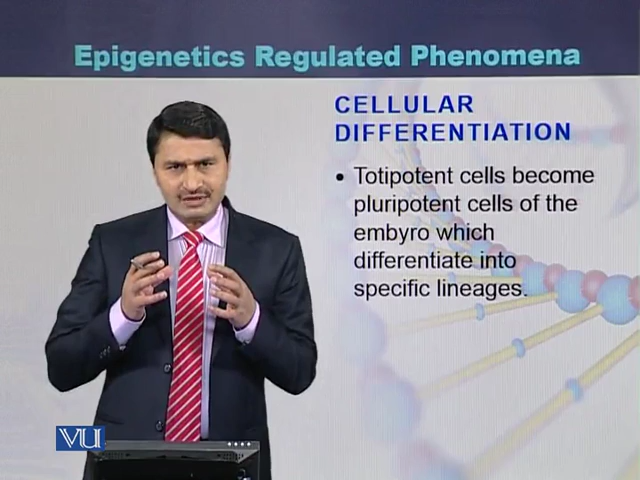 Epigenetics Regulated Phenomena
CELLULAR
DIFFERENTIATION
• Totipotent cells become
pluripotent cells of the
embyro which
differentiate into
specific lineages.
VU